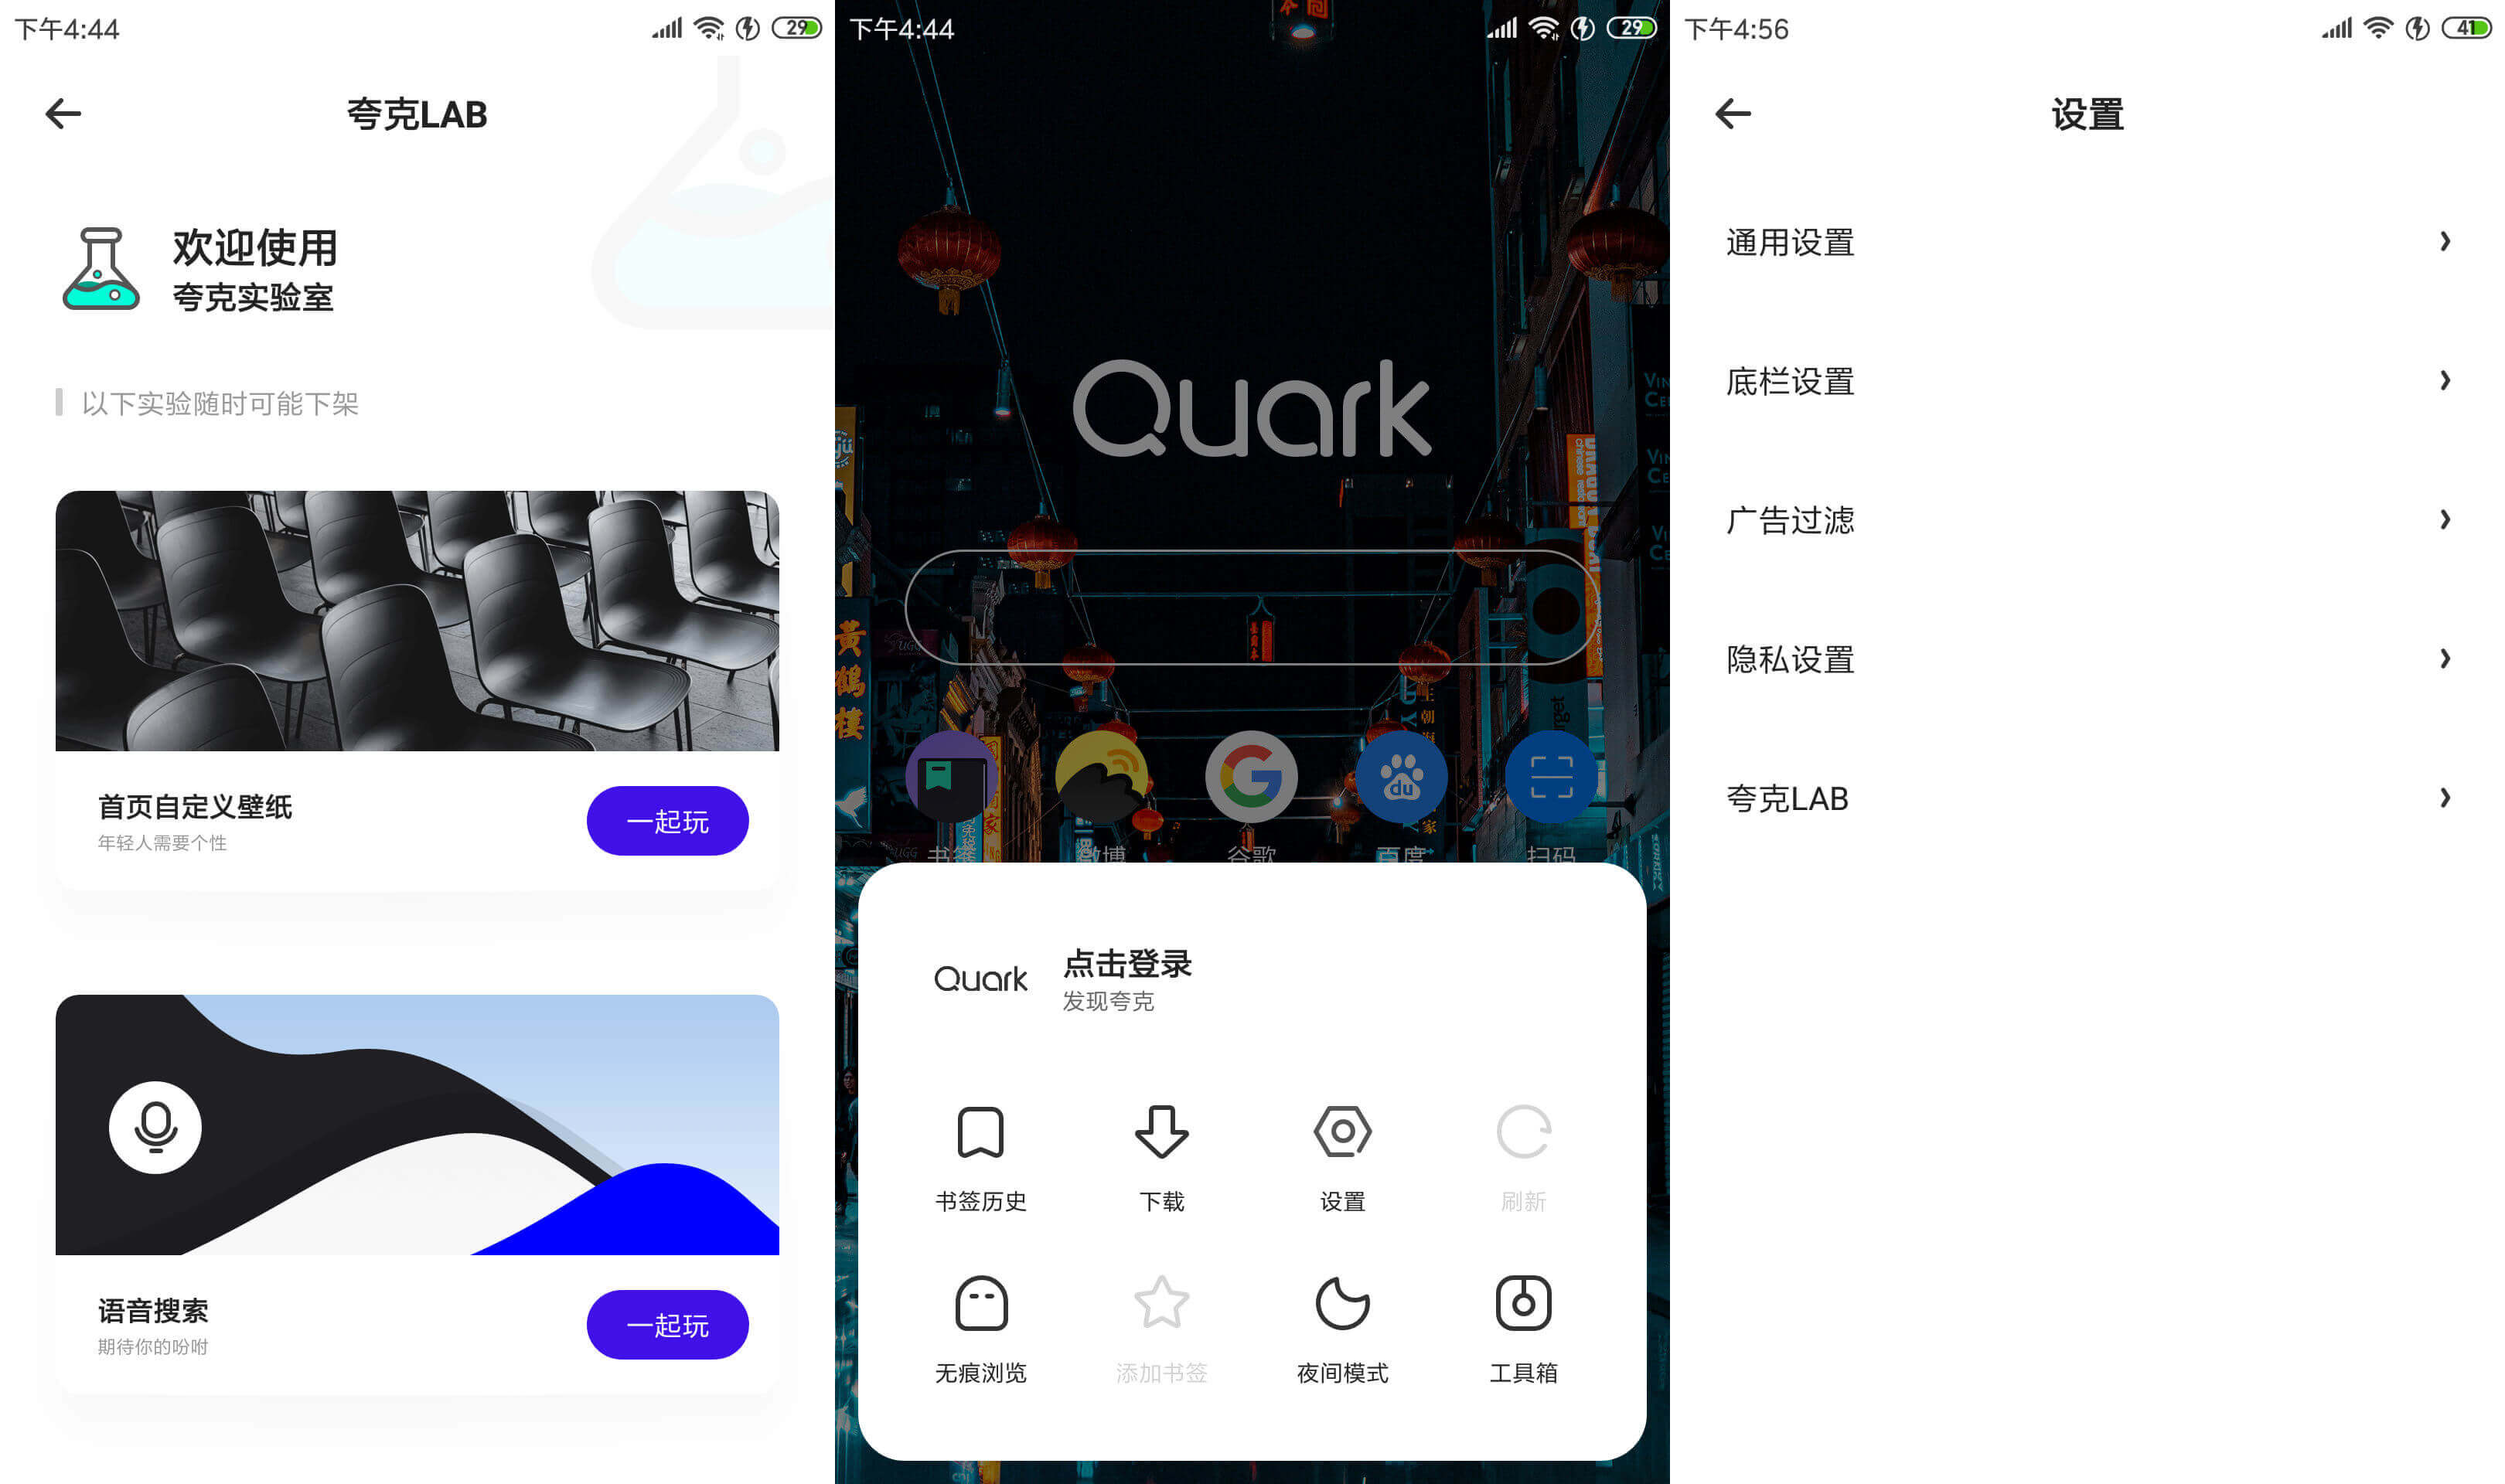 下午4:44
29
夸克LAB
欢迎使用
夸克实验室
以下实验随时可能下架
首页自定义壁纸
年轻人需要个性
一起玩
语音搜索
期待你的吩咐
一起玩
下午4:44
29
Quark
黄鹤楼
UGG
du
书签
微博
谷歌
百度
扫码
Quark
点击登录
发现夸克
书签历史
下载
设置
刷新
无痕浏览
添加书签
夜间模式
工具箱
下午4:56
41
设置
通用设置
底栏设置
广告过滤
隐私设置
夸克LAB